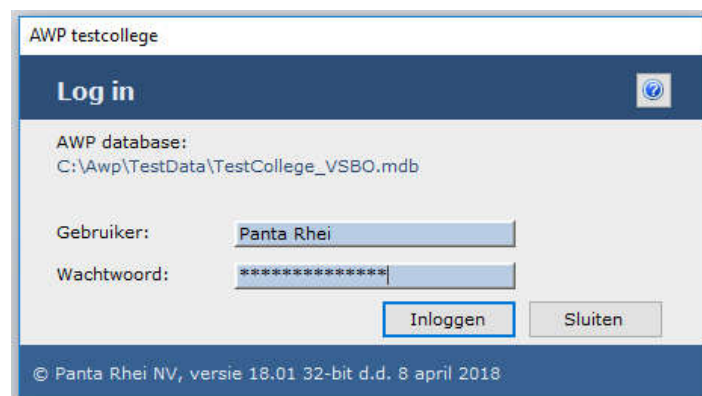 AWP testcollege
Log in
AWP database:
C:\Awp\TestData\TestCollege_VSBO.mdb
Gebruiker: Panta Rhei
Wachtwoord: **************
Inloggen Sluiten
© Panta Rhei NV, versie 18.01 32-bit d.d. 8 april 2018